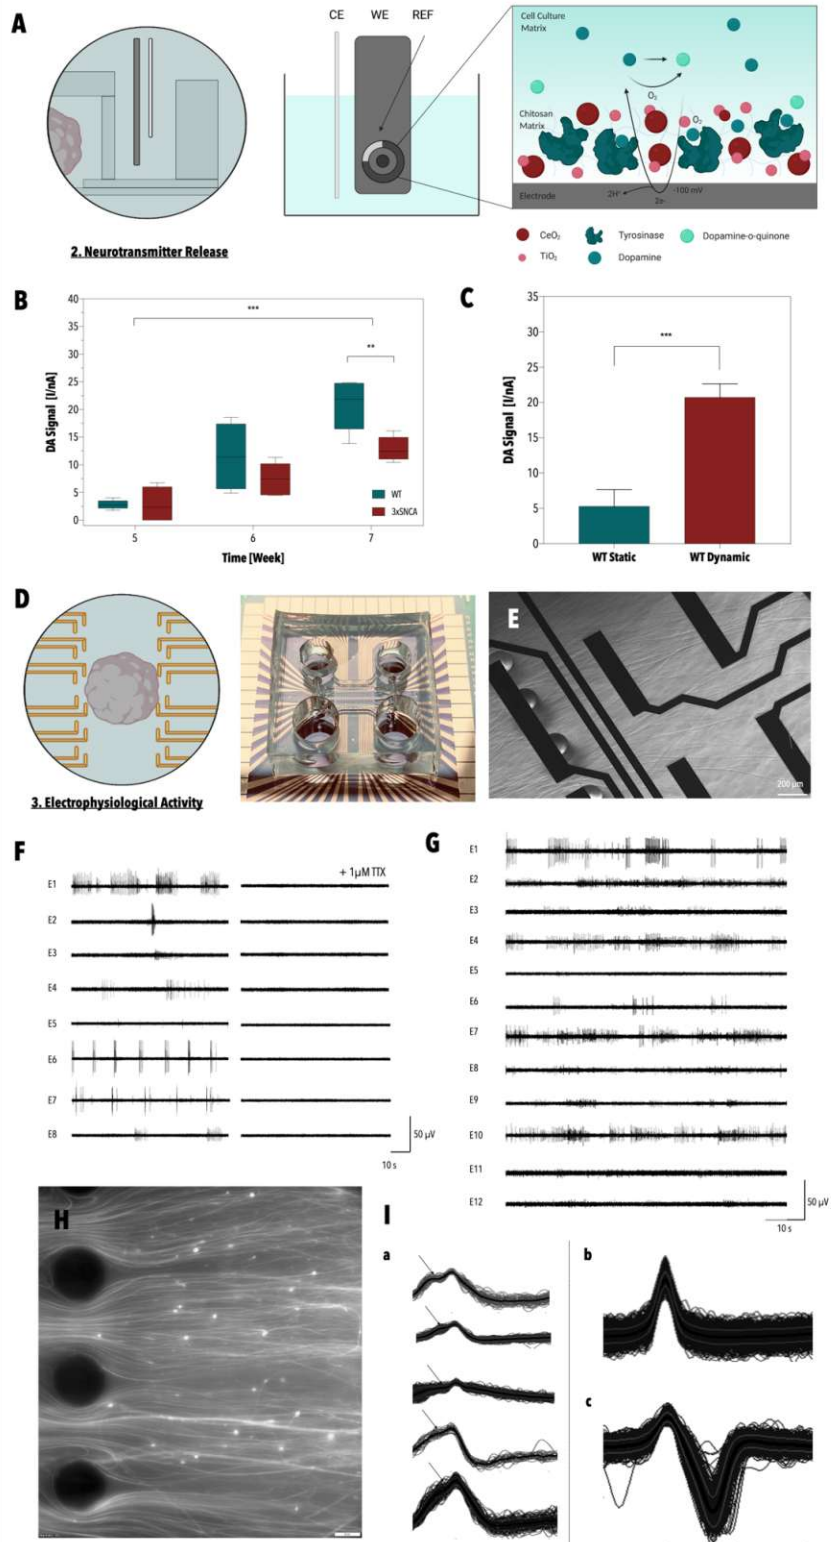 A
CE WE REF
Cell Culture
Matrix
O₂
Chitosan
Matrix
O₂
-100 mV
2H⁺
2e-
Electrode
CeO₂ Tyrosinase Dopamine-o-quinone
TiO₂ Dopamine
2. Neurotransmitter Release
B
DA Signal [I/nA]
40
35
30
25
20
15
10
5
0
***
**
WT
3xSNCA
5 6 7
Time [Week]
C
DA Signal [I/nA]
35
30
25
20
15
10
5
0
***
WT Static WT Dynamic
D
3. Electrophysiological Activity
E
200 µm
F
+ 1µM TTX
E1
E2
E3
E4
E5
E6
E7
E8
50 µV
10 s
G
E1
E2
E3
E4
E5
E6
E7
E8
E9
E10
E11
E12
50 µV
10 s
H
I
a
b
c